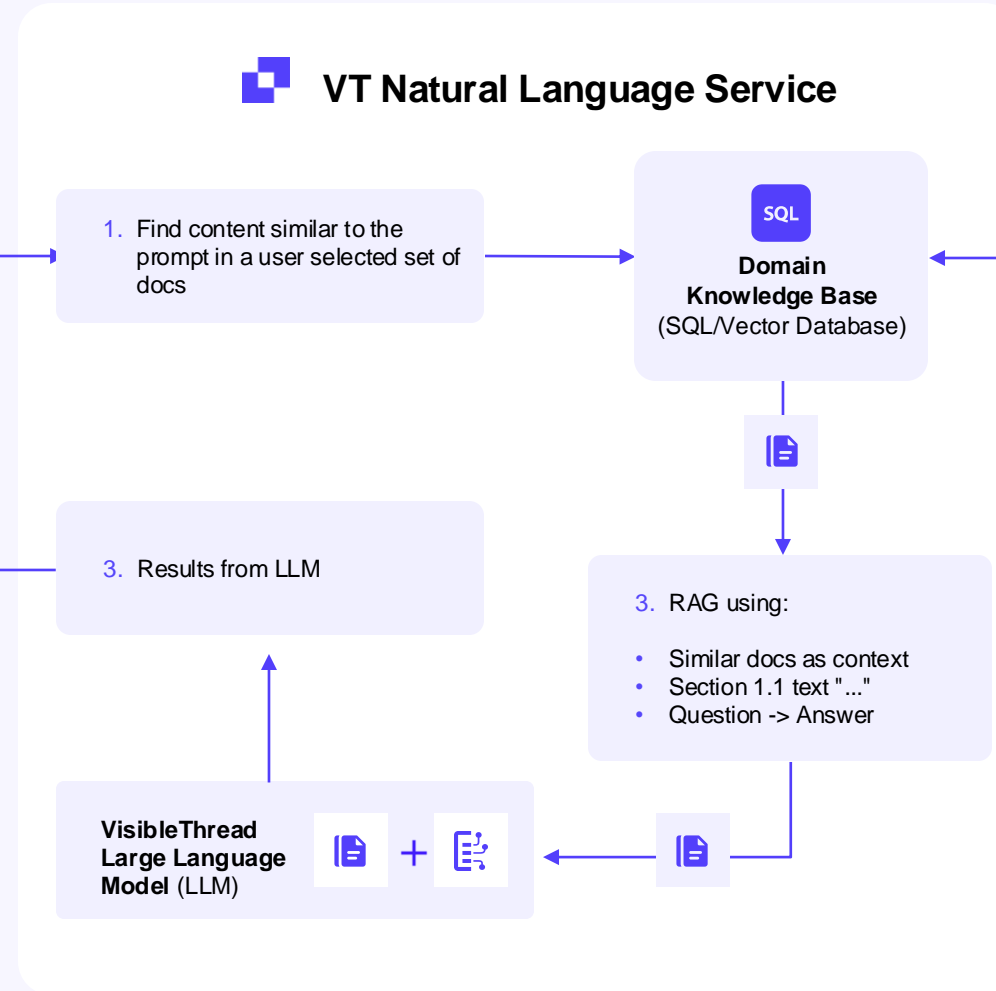 VT Natural Language Service
1. Find content similar to the
prompt in a user selected set of
docs
SQL
Domain
Knowledge Base
(SQL/Vector Database)
3. Results from LLM
3. RAG using:
• Similar docs as context
• Section 1.1 text "..."
• Question -> Answer
VisibleThread
Large Language
Model (LLM)
+